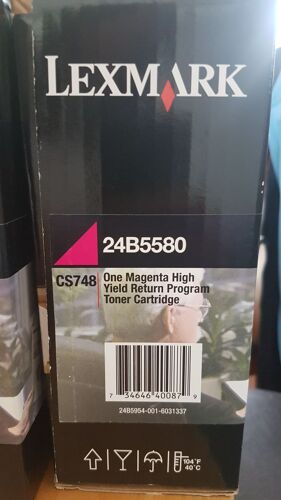 LEXMARK
24B5580
CS748
One Magenta High
Yield Return Program
Toner Cartridge
7 34646 40087 9
24B5954-001-6031337
104°F
40°C